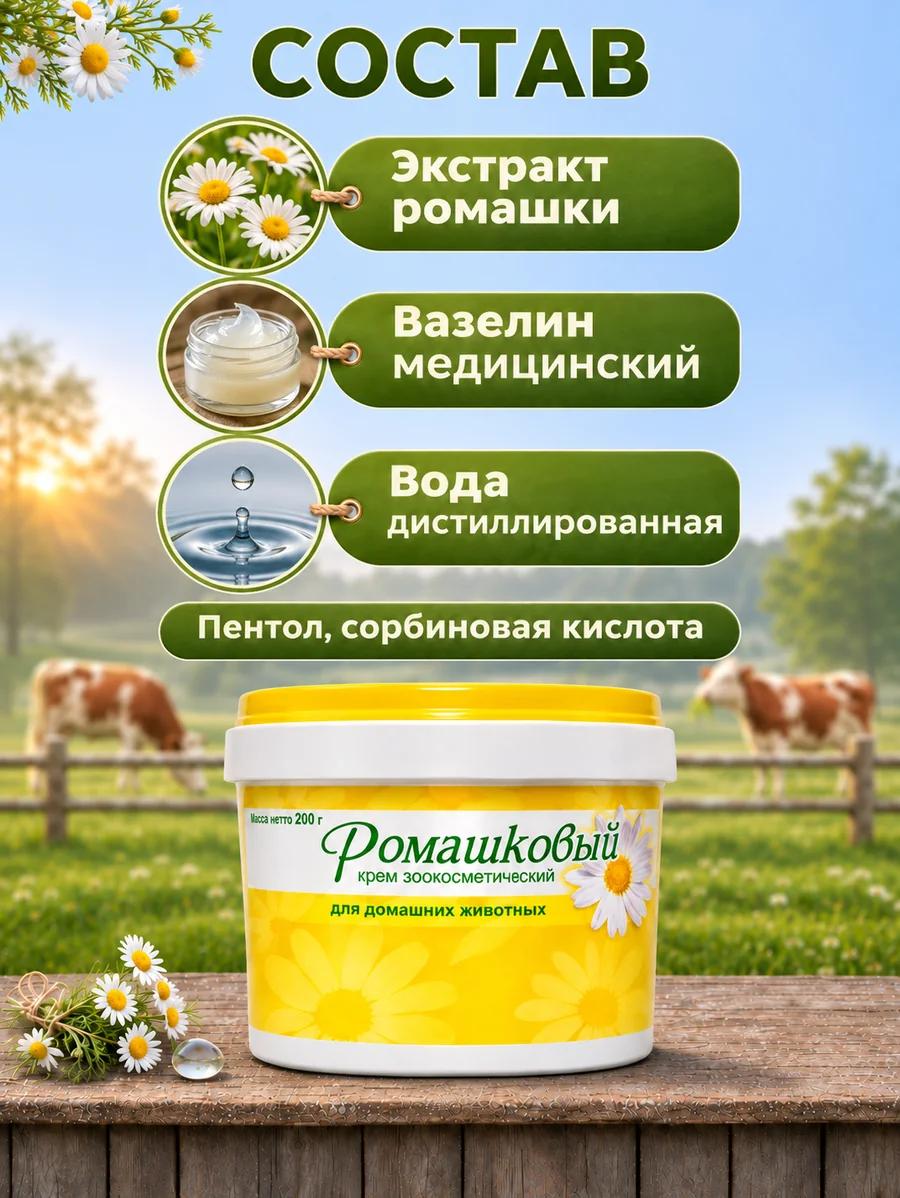 СОСТАВ
Экстракт
ромашки
Вазелин
медицинский
Вода
дистиллированная
Пентол, сорбиновая кислота
Масса нетто 200 г
Ромашковый
крем зоокосметический
для домашних животных